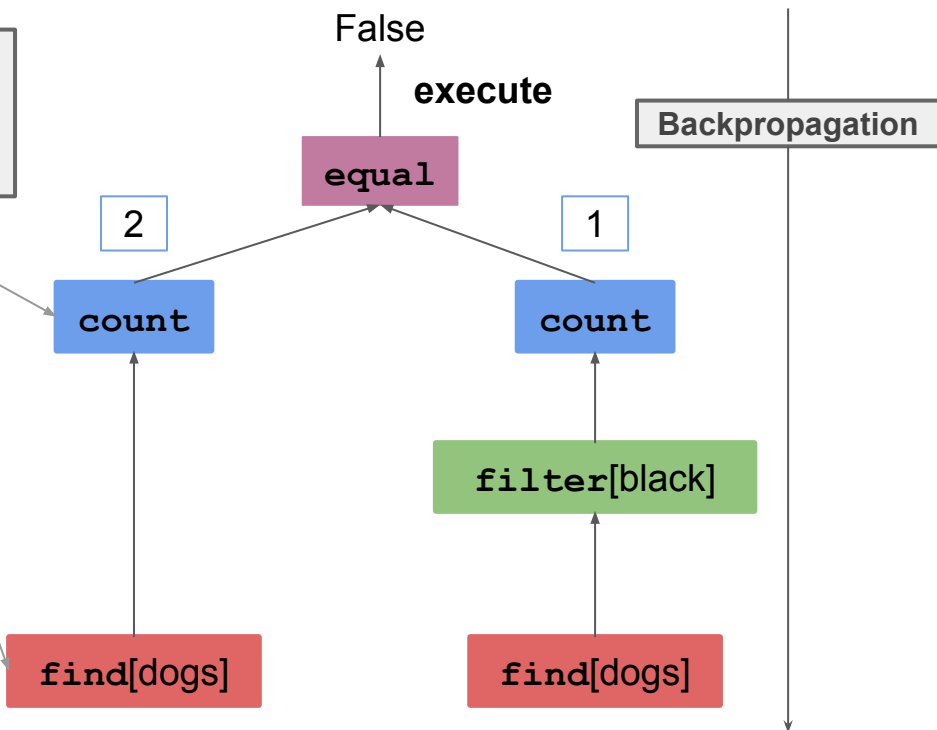 False
execute
Backpropagation
equal
2
1
count
count
filter[black]
find[dogs]
find[dogs]